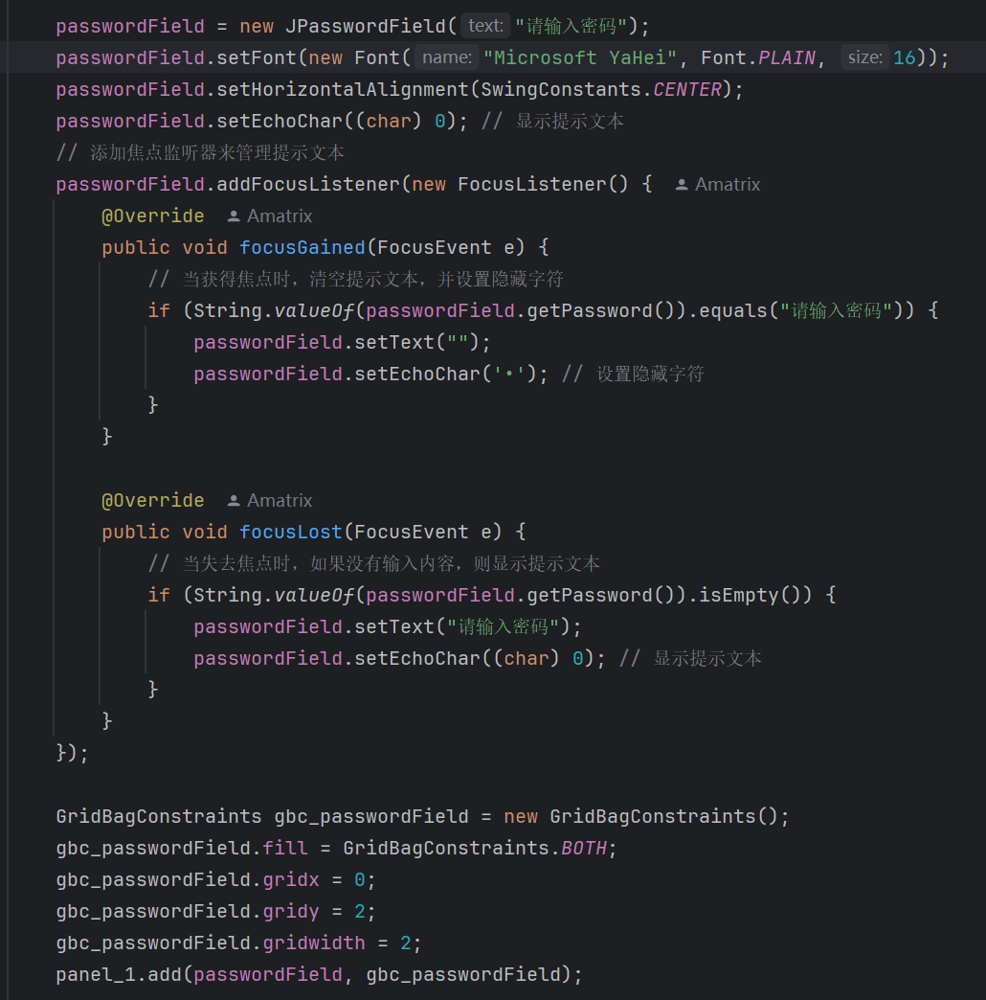 passwordField = new JPasswordField( text: "请输入密码");
passwordField.setFont(new Font( name: "Microsoft YaHei", Font.PLAIN, size: 16));
passwordField.setHorizontalAlignment(SwingConstants.CENTER);
passwordField.setEchoChar((char) 0); // 显示提示文本
// 添加焦点监听器来管理提示文本
passwordField.addFocusListener(new FocusListener() { Amatrix
@Override Amatrix
public void focusGained(FocusEvent e) {
// 当获得焦点时，清空提示文本，并设置隐藏字符
if (String.valueOf(passwordField.getPassword()).equals("请输入密码")) {
passwordField.setText("");
passwordField.setEchoChar('•'); // 设置隐藏字符
}
}
@Override Amatrix
public void focusLost(FocusEvent e) {
// 当失去焦点时，如果没有输入内容，则显示提示文本
if (String.valueOf(passwordField.getPassword()).isEmpty()) {
passwordField.setText("请输入密码");
passwordField.setEchoChar((char) 0); // 显示提示文本
}
}
});
GridBagConstraints gbc_passwordField = new GridBagConstraints();
gbc_passwordField.fill = GridBagConstraints.BOTH;
gbc_passwordField.gridx = 0;
gbc_passwordField.gridy = 2;
gbc_passwordField.gridwidth = 2;
panel_1.add(passwordField, gbc_passwordField);